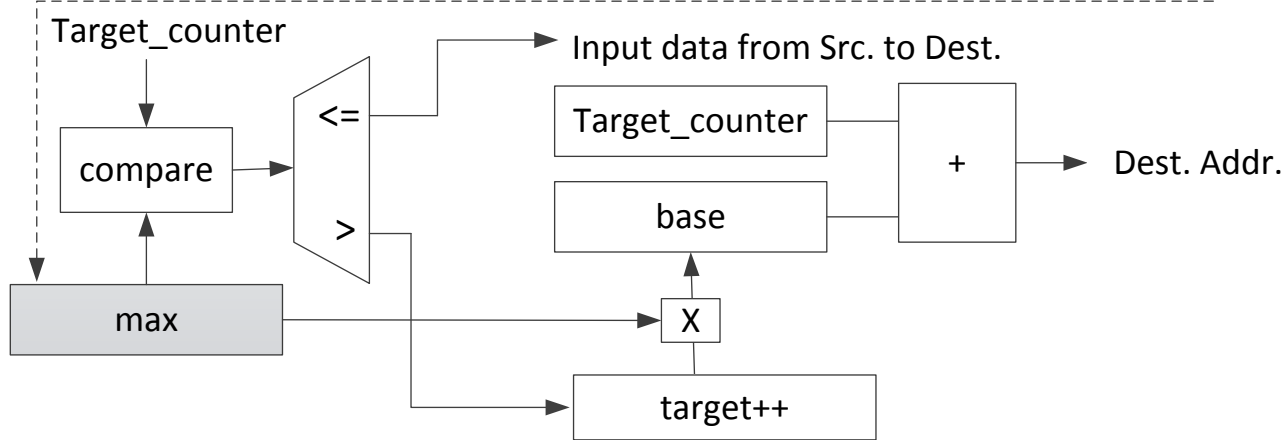 Target_counter
Input data from Src. to Dest.
<=
Target_counter
compare
+
Dest. Addr.
base
>
max
X
target++